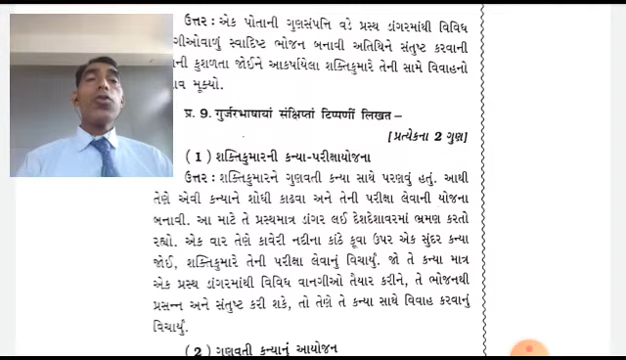 ઉત્તર : એક પોતાની ગુણસંપત્તિ વડે પ્રસ્થ ડાંગરમાંથી વિવિધ
ગીઓવાળું સ્વાદિષ્ટ ભોજન બનાવી અતિથિને સંતુષ્ટ કરવાની
ની કુશળતા જોઈને આકર્ષાયેલા શક્તિકુમારે તેની સામે વિવાહનો
વ મૂક્યો.
પ્ર. 9. ગુર્જરભાષાયાં સંક્ષિપ્તાં ટિપ્પણીં લિખત –
[પ્રત્યેકના 2 ગુણ]
(1) શક્તિકુમારની કન્યા-પરીક્ષાયોજના
ઉત્તર : શક્તિકુમારને ગુણવતી કન્યા સાથે પરણવું હતું. આથી
તેણે એવી કન્યાને શોધી કાઢવા અને તેની પરીક્ષા લેવાની યોજના
બનાવી. આ માટે તે પ્રસ્થમાત્ર ડાંગર લઈ દેશદેશાવરમાં ભ્રમણ કરતો
રહ્યો. એક વાર તેણે કાવેરી નદીના કાંઠે કૂવા ઉપર એક સુંદર કન્યા
જોઈ, શક્તિકુમારે તેની પરીક્ષા લેવાનું વિચાર્યું. જો તે કન્યા માત્ર
એક પ્રસ્થ ડાંગરમાંથી વિવિધ વાનગીઓ તૈયાર કરીને, તે ભોજનથી
પ્રસન્ન અને સંતુષ્ટ કરી શકે, તો તેણે તે કન્યા સાથે વિવાહ કરવાનું
વિચાર્યું.
(2) ગુણવતી કન્યાનું આયોજન